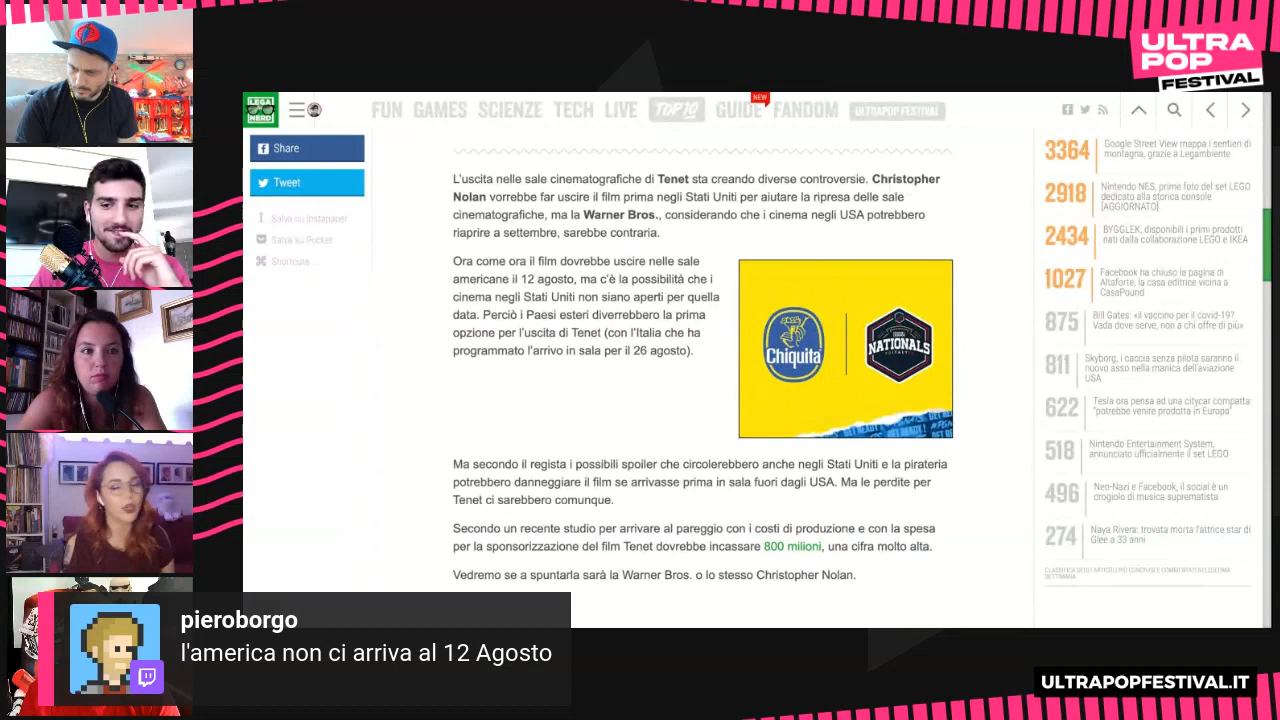 ULTRA
POP
FESTIVAL
LEGA
NERD
FUN GAMES SCIENZE TECH LIVE TOP10 GUIDE NEW FANDOM ULTRAPOP FESTIVAL
Share
Tweet
Salva su Instapaper
Salva su Pocket
Shortcuts
L'uscita nelle sale cinematografiche di Tenet sta creando diverse controversie. Christopher
Nolan vorrebbe far uscire il film prima negli Stati Uniti per aiutare la ripresa delle sale
cinematografiche, ma la Warner Bros., considerando che i cinema negli USA potrebbero
riaprire a settembre, sarebbe contraria.
Ora come ora il film dovrebbe uscire nelle sale
americane il 12 agosto, ma c'è la possibilità che i
cinema negli Stati Uniti non siano aperti per quella
data. Perciò i Paesi esteri diverrebbero la prima
opzione per l'uscita di Tenet (con l'Italia che ha
programmato l'arrivo in sala per il 26 agosto).
Chiquita
NATIONALS
GET READY!
Ma secondo il regista i possibili spoiler che circolerebbero anche negli Stati Uniti e la pirateria
potrebbero danneggiare il film se arrivasse prima in sala fuori dagli USA. Ma le perdite per
Tenet ci sarebbero comunque.
Secondo un recente studio per arrivare al pareggio con i costi di produzione e con la spesa
per la sponsorizzazione del film Tenet dovrebbe incassare 800 milioni, una cifra molto alta.
Vedremo se a spuntarla sarà la Warner Bros. o lo stesso Christopher Nolan.
3364 Google Street View mappa i sentieri di
montagna, grazie a Legambiente
2918 Nintendo NES, prime foto del set LEGO
dedicato alla storica console
[AGGIORNATO]
2434 BYGGLEK, disponibili i primi prodotti
nati dalla collaborazione LEGO e IKEA
1027 Facebook ha chiuso la pagina di
Altaforte, la casa editrice vicina a
CasaPound
875 Bill Gates: «Il vaccino per il covid-19?
Vada dove serve, non a chi offre di più»
811 Skyborg, i caccia senza pilota saranno il
nuovo asso nella manica dell'aviazione
USA
622 Tesla ora pensa ad una citycar compatta:
"potrebbe venire prodotta in Europa"
518 Nintendo Entertainment System,
annunciato ufficialmente il set LEGO
496 Neo-Nazi e Facebook, il social è un
crogiolo di musica suprematista
274 Naya Rivera: trovata morta l'attrice star di
Glee a 33 anni
pieroborgo
l'america non ci arriva al 12 Agosto
ULTRAPOPFESTIVAL.IT